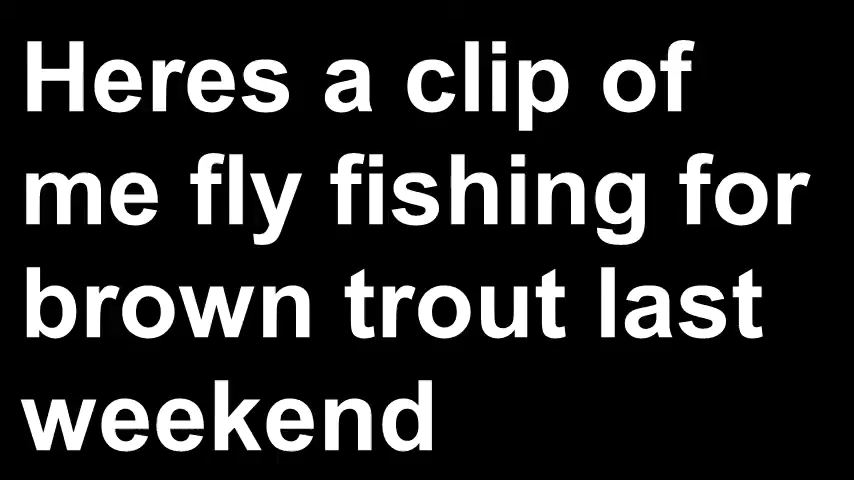 Heres a clip of
me fly fishing for
brown trout last
weekend